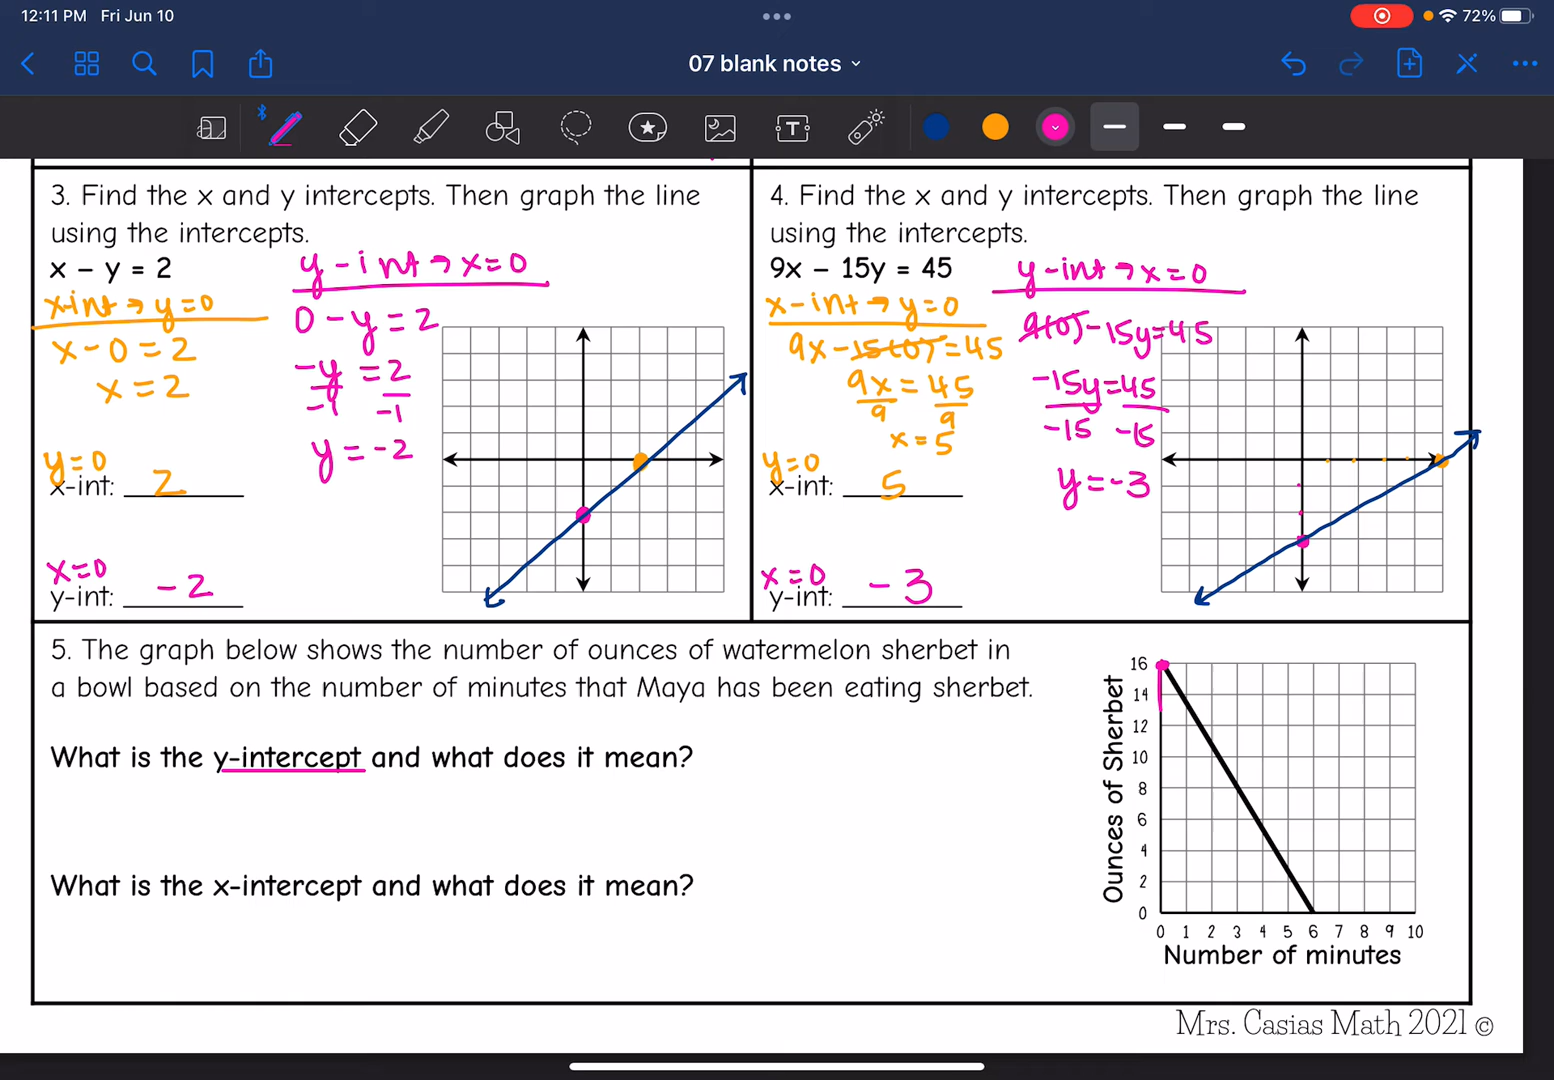 12:11 PM Fri Jun 10
72%
07 blank notes
T
3. Find the x and y intercepts. Then graph the line
using the intercepts.
x – y = 2
x-int → y=0
x-0=2
x=2
y-int → x=0
0-y=2
-y=2
-1 -1
y=-2
y=0
x-int: 2
x=0
y-int: -2
4. Find the x and y intercepts. Then graph the line
using the intercepts.
9x – 15y = 45
x-int → y=0
9x-15(0)=45
9x=45
9 9
x=5
y-int → x=0
9(0)-15y=45
-15y=45
-15 -15
y=-3
y=0
x-int: 5
x=0
y-int: -3
5. The graph below shows the number of ounces of watermelon sherbet in
a bowl based on the number of minutes that Maya has been eating sherbet.
What is the y-intercept and what does it mean?
What is the x-intercept and what does it mean?
Ounces of Sherbet
16
14
12
10
8
6
4
2
0
0 1 2 3 4 5 6 7 8 9 10
Number of minutes
Mrs. Casias Math 2021 ©